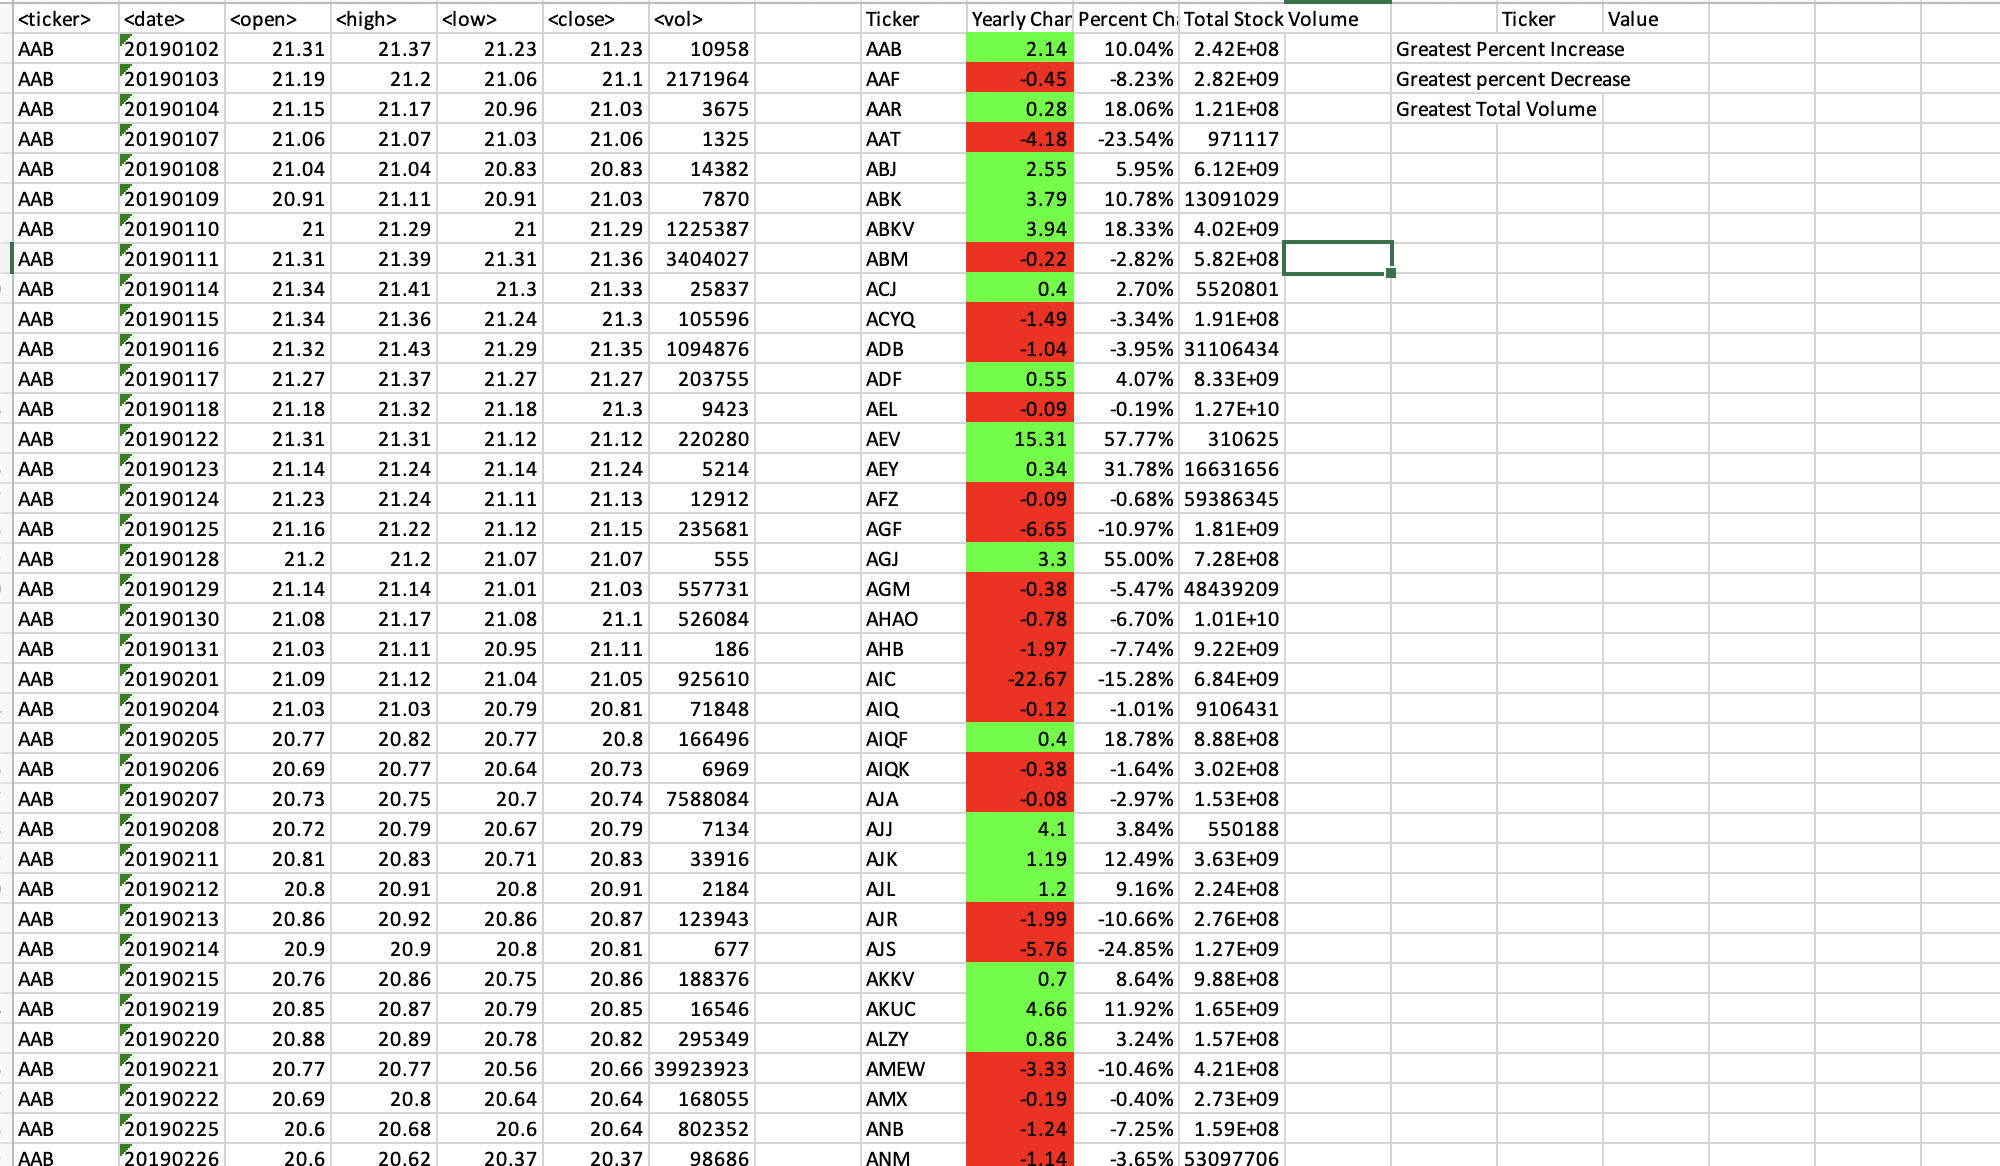 <ticker> <date> <open> <high> <low> <close> <vol> Ticker Yearly Chan Percent Ch Total Stock Volume Ticker Value
AAB 20190102 21.31 21.37 21.23 21.23 10958 AAB 2.14 10.04% 2.42E+08 Greatest Percent Increase
AAB 20190103 21.19 21.2 21.06 21.1 2171964 AAF -0.45 -8.23% 2.82E+09 Greatest percent Decrease
AAB 20190104 21.15 21.17 20.96 21.03 3675 AAR 0.28 18.06% 1.21E+08 Greatest Total Volume
AAB 20190107 21.06 21.07 21.03 21.06 1325 AAT -4.18 -23.54% 971117
AAB 20190108 21.04 21.04 20.83 20.83 14382 ABJ 2.55 5.95% 6.12E+09
AAB 20190109 20.91 21.11 20.91 21.03 7870 ABK 3.79 10.78% 13091029
AAB 20190110 21 21.29 21 21.29 1225387 ABKV 3.94 18.33% 4.02E+09
AAB 20190111 21.31 21.39 21.31 21.36 3404027 ABM -0.22 -2.82% 5.82E+08
AAB 20190114 21.34 21.41 21.3 21.33 25837 ACJ 0.4 2.70% 5520801
AAB 20190115 21.34 21.36 21.24 21.3 105596 ACYQ -1.49 -3.34% 1.91E+08
AAB 20190116 21.32 21.43 21.29 21.35 1094876 ADB -1.04 -3.95% 31106434
AAB 20190117 21.27 21.37 21.27 21.27 203755 ADF 0.55 4.07% 8.33E+09
AAB 20190118 21.18 21.32 21.18 21.3 9423 AEL -0.09 -0.19% 1.27E+10
AAB 20190122 21.31 21.31 21.12 21.12 220280 AEV 15.31 57.77% 310625
AAB 20190123 21.14 21.24 21.14 21.24 5214 AEY 0.34 31.78% 16631656
AAB 20190124 21.23 21.24 21.11 21.13 12912 AFZ -0.09 -0.68% 59386345
AAB 20190125 21.16 21.22 21.12 21.15 235681 AGF -6.65 -10.97% 1.81E+09
AAB 20190128 21.2 21.2 21.07 21.07 555 AGJ 3.3 55.00% 7.28E+08
AAB 20190129 21.14 21.14 21.01 21.03 557731 AGM -0.38 -5.47% 48439209
AAB 20190130 21.08 21.17 21.08 21.1 526084 AHAO -0.78 -6.70% 1.01E+10
AAB 20190131 21.03 21.11 20.95 21.11 186 AHB -1.97 -7.74% 9.22E+09
AAB 20190201 21.09 21.12 21.04 21.05 925610 AIC -22.67 -15.28% 6.84E+09
AAB 20190204 21.03 21.03 20.79 20.81 71848 AIQ -0.12 -1.01% 9106431
AAB 20190205 20.77 20.82 20.77 20.8 166496 AIQF 0.4 18.78% 8.88E+08
AAB 20190206 20.69 20.77 20.64 20.73 6969 AIQK -0.38 -1.64% 3.02E+08
AAB 20190207 20.73 20.75 20.7 20.74 7588084 AJA -0.08 -2.97% 1.53E+08
AAB 20190208 20.72 20.79 20.67 20.79 7134 AJJ 4.1 3.84% 550188
AAB 20190211 20.81 20.83 20.71 20.83 33916 AJK 1.19 12.49% 3.63E+09
AAB 20190212 20.8 20.91 20.8 20.91 2184 AJL 1.2 9.16% 2.24E+08
AAB 20190213 20.86 20.92 20.86 20.87 123943 AJR -1.99 -10.66% 2.76E+08
AAB 20190214 20.9 20.9 20.8 20.81 677 AJS -5.76 -24.85% 1.27E+09
AAB 20190215 20.76 20.86 20.75 20.86 188376 AKKV 0.7 8.64% 9.88E+08
AAB 20190219 20.85 20.87 20.79 20.85 16546 AKUC 4.66 11.92% 1.65E+09
AAB 20190220 20.88 20.89 20.78 20.82 295349 ALZY 0.86 3.24% 1.57E+08
AAB 20190221 20.77 20.77 20.56 20.66 39923923 AMEW -3.33 -10.46% 4.21E+08
AAB 20190222 20.69 20.8 20.64 20.64 168055 AMX -0.19 -0.40% 2.73E+09
AAB 20190225 20.6 20.68 20.6 20.64 802352 ANB -1.24 -7.25% 1.59E+08
AAB 20190226 20.6 20.62 20.37 20.37 98686 ANM -1.14 -3.65% 53097706